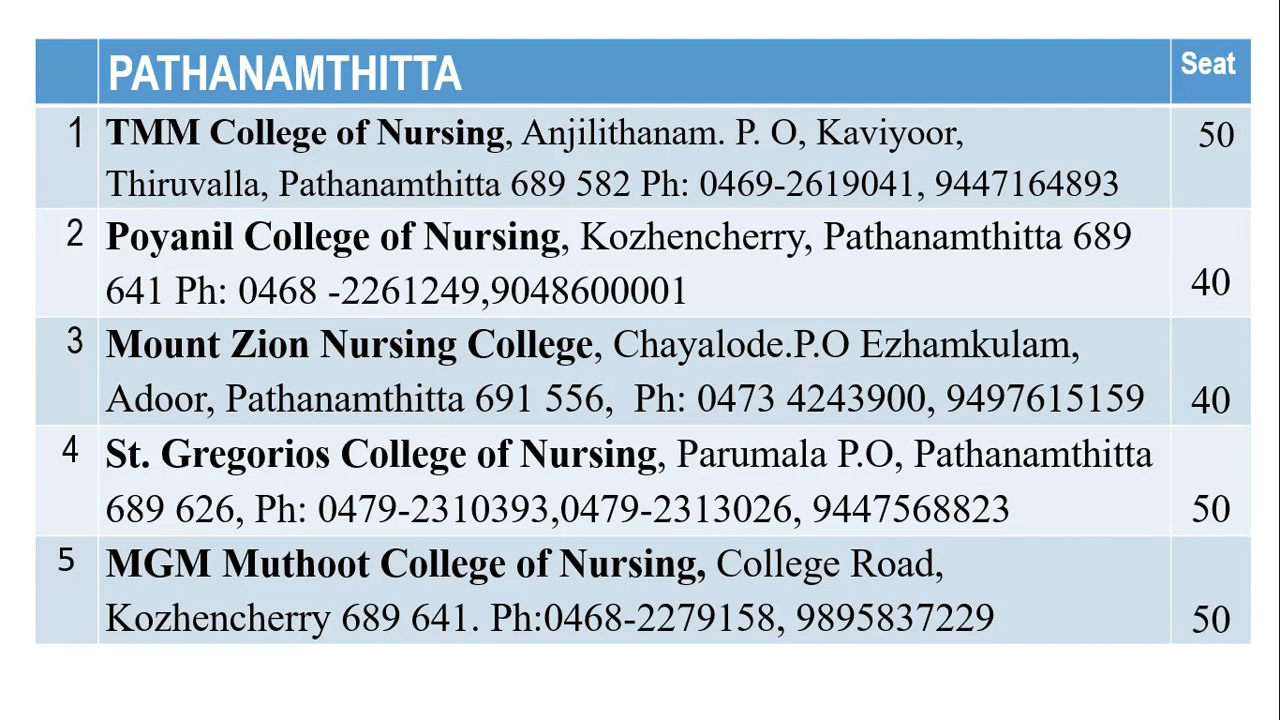 PATHANAMTHITTA Seat
1 TMM College of Nursing, Anjilithanam. P. O, Kaviyoor, 50
Thiruvalla, Pathanamthitta 689 582 Ph: 0469-2619041, 9447164893
2 Poyanil College of Nursing, Kozhencherry, Pathanamthitta 689
641 Ph: 0468 -2261249,9048600001 40
3 Mount Zion Nursing College, Chayalode.P.O Ezhamkulam,
Adoor, Pathanamthitta 691 556, Ph: 0473 4243900, 9497615159 40
4 St. Gregorios College of Nursing, Parumala P.O, Pathanamthitta
689 626, Ph: 0479-2310393,0479-2313026, 9447568823 50
5 MGM Muthoot College of Nursing, College Road,
Kozhencherry 689 641. Ph:0468-2279158, 9895837229 50